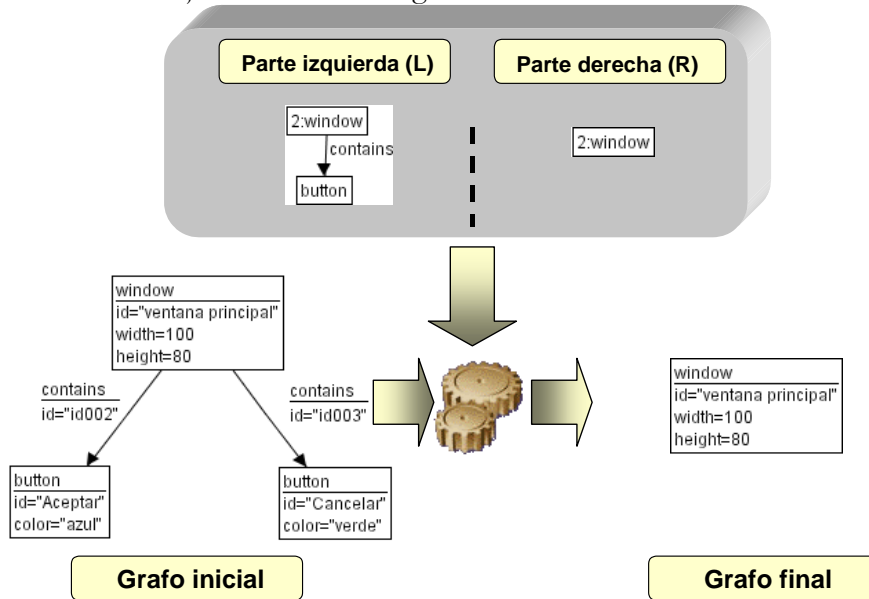 Parte izquierda (L)
Parte derecha (R)
2:window
contains
button
2:window
window
id="ventana principal"
width=100
height=80
contains
id="id002"
contains
id="id003"
button
id="Aceptar"
color="azul"
button
id="Cancelar"
color="verde"
window
id="ventana principal"
width=100
height=80
Grafo inicial
Grafo final